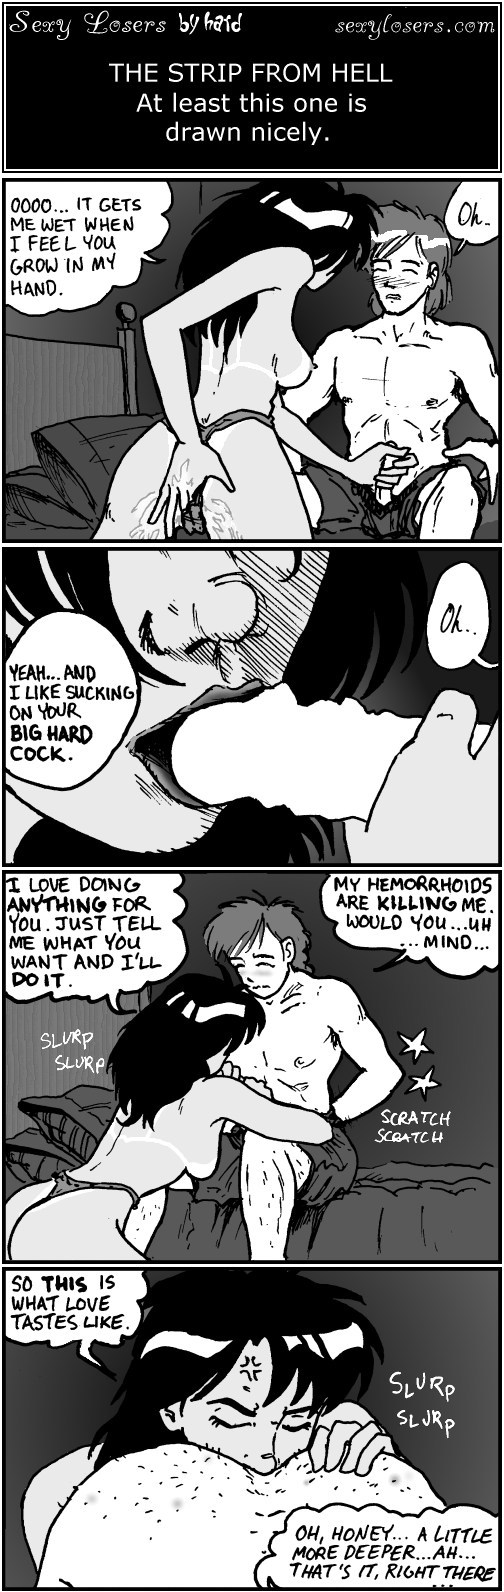 Sexy Losers by hard
sexylosers.com
THE STRIP FROM HELL
At least this one is
drawn nicely.
OOOO... IT GETS
ME WET WHEN
I FEEL YOU
GROW IN MY
HAND.
Oh..
YEAH... AND
I LIKE SUCKING
ON YOUR
BIG HARD
COCK.
Oh..
I LOVE DOING
ANYTHING FOR
YOU. JUST TELL
ME WHAT YOU
WANT AND I'LL
DO IT.
MY HEMORRHOIDS
ARE KILLING ME.
WOULD YOU...UH
...MIND...
SLURP
SLURP
SCRATCH
SCRATCH
SO THIS IS
WHAT LOVE
TASTES LIKE.
SLURP
SLURP
OH, HONEY... A LITTLE
MORE DEEPER...AH...
THAT'S IT, RIGHT THERE
...